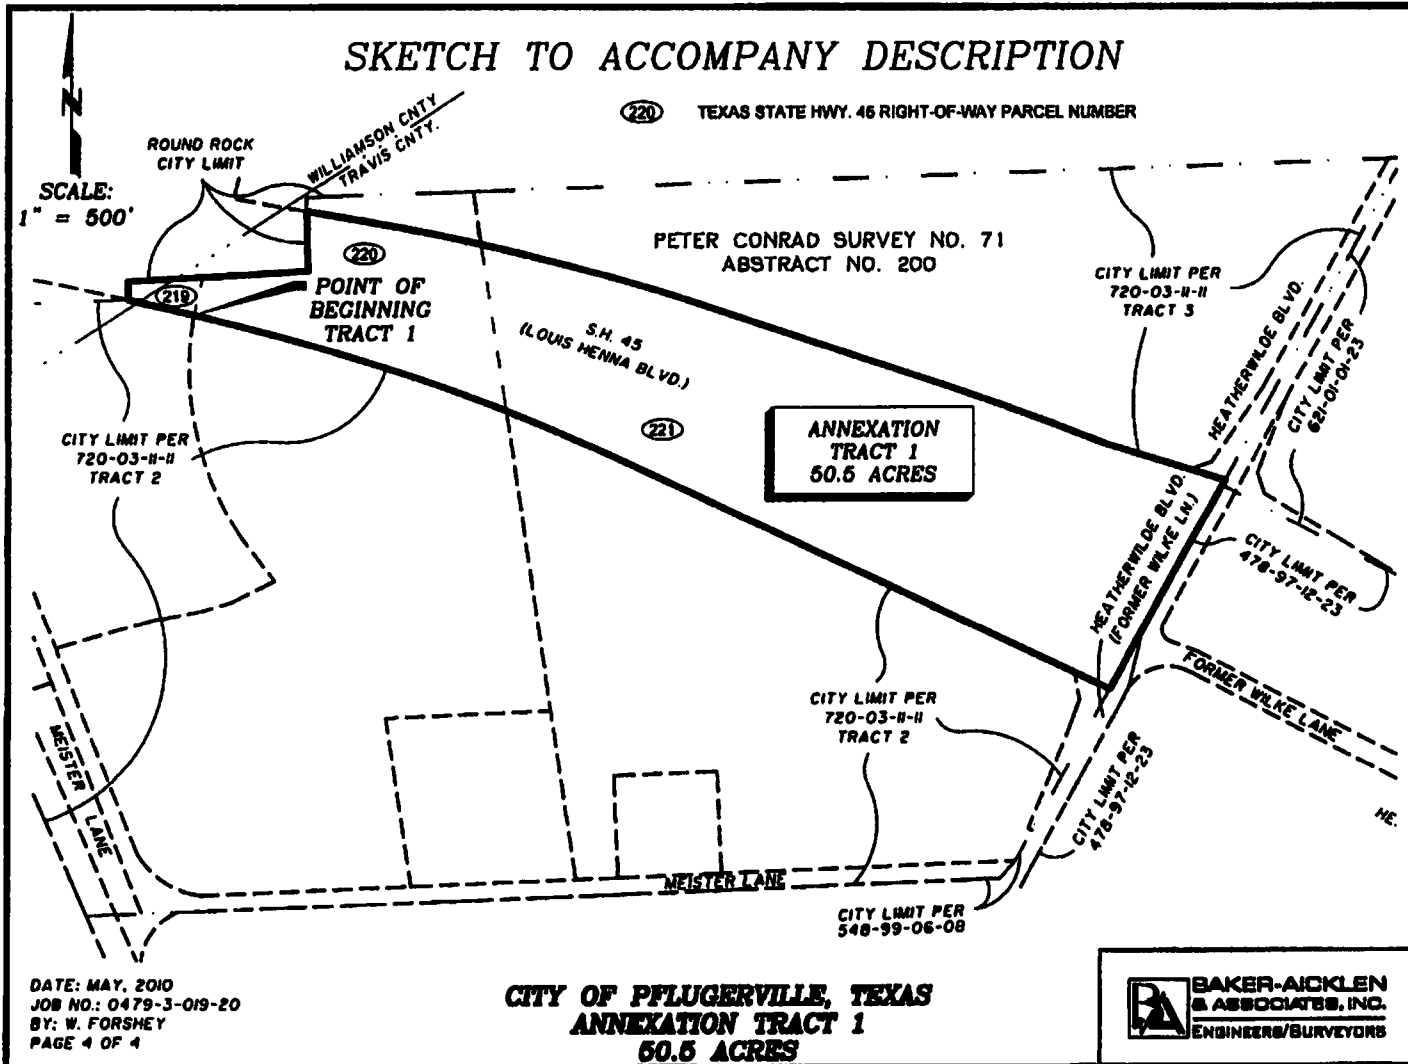 SKETCH TO ACCOMPANY DESCRIPTION
220 TEXAS STATE HWY. 45 RIGHT-OF-WAY PARCEL NUMBER
N
SCALE:
1" = 500'
ROUND ROCK
CITY LIMIT
WILLIAMSON CNTY
TRAVIS CNTY.
220
219
POINT OF
BEGINNING
TRACT 1
PETER CONRAD SURVEY NO. 71
ABSTRACT NO. 200
S.H. 45
(LOUIS HENNA BLVD.)
221
ANNEXATION
TRACT 1
50.5 ACRES
CITY LIMIT PER
720-03-11-11
TRACT 3
HEATHERWILDE BLVD.
CITY LIMIT PER
621-01-01-23
CITY LIMIT PER
720-03-11-11
TRACT 2
HEATHERWILDE BLVD.
(FORMER WILKE LN.)
CITY LIMIT PER
478-97-12-23
FORMER WILKE LANE
CITY LIMIT PER
720-03-11-11
TRACT 2
CITY LIMIT PER
478-97-12-23
HE.
MEISTER
LANE
MEISTER LANE
CITY LIMIT PER
548-99-06-08
DATE: MAY, 2010
JOB NO.: 0479-3-019-20
BY: W. FORSHEY
PAGE 4 OF 4
CITY OF PFLUGERVILLE, TEXAS
ANNEXATION TRACT 1
50.5 ACRES
BA
BAKER-AICKLEN
& ASSOCIATES, INC.
ENGINEERS/SURVEYORS